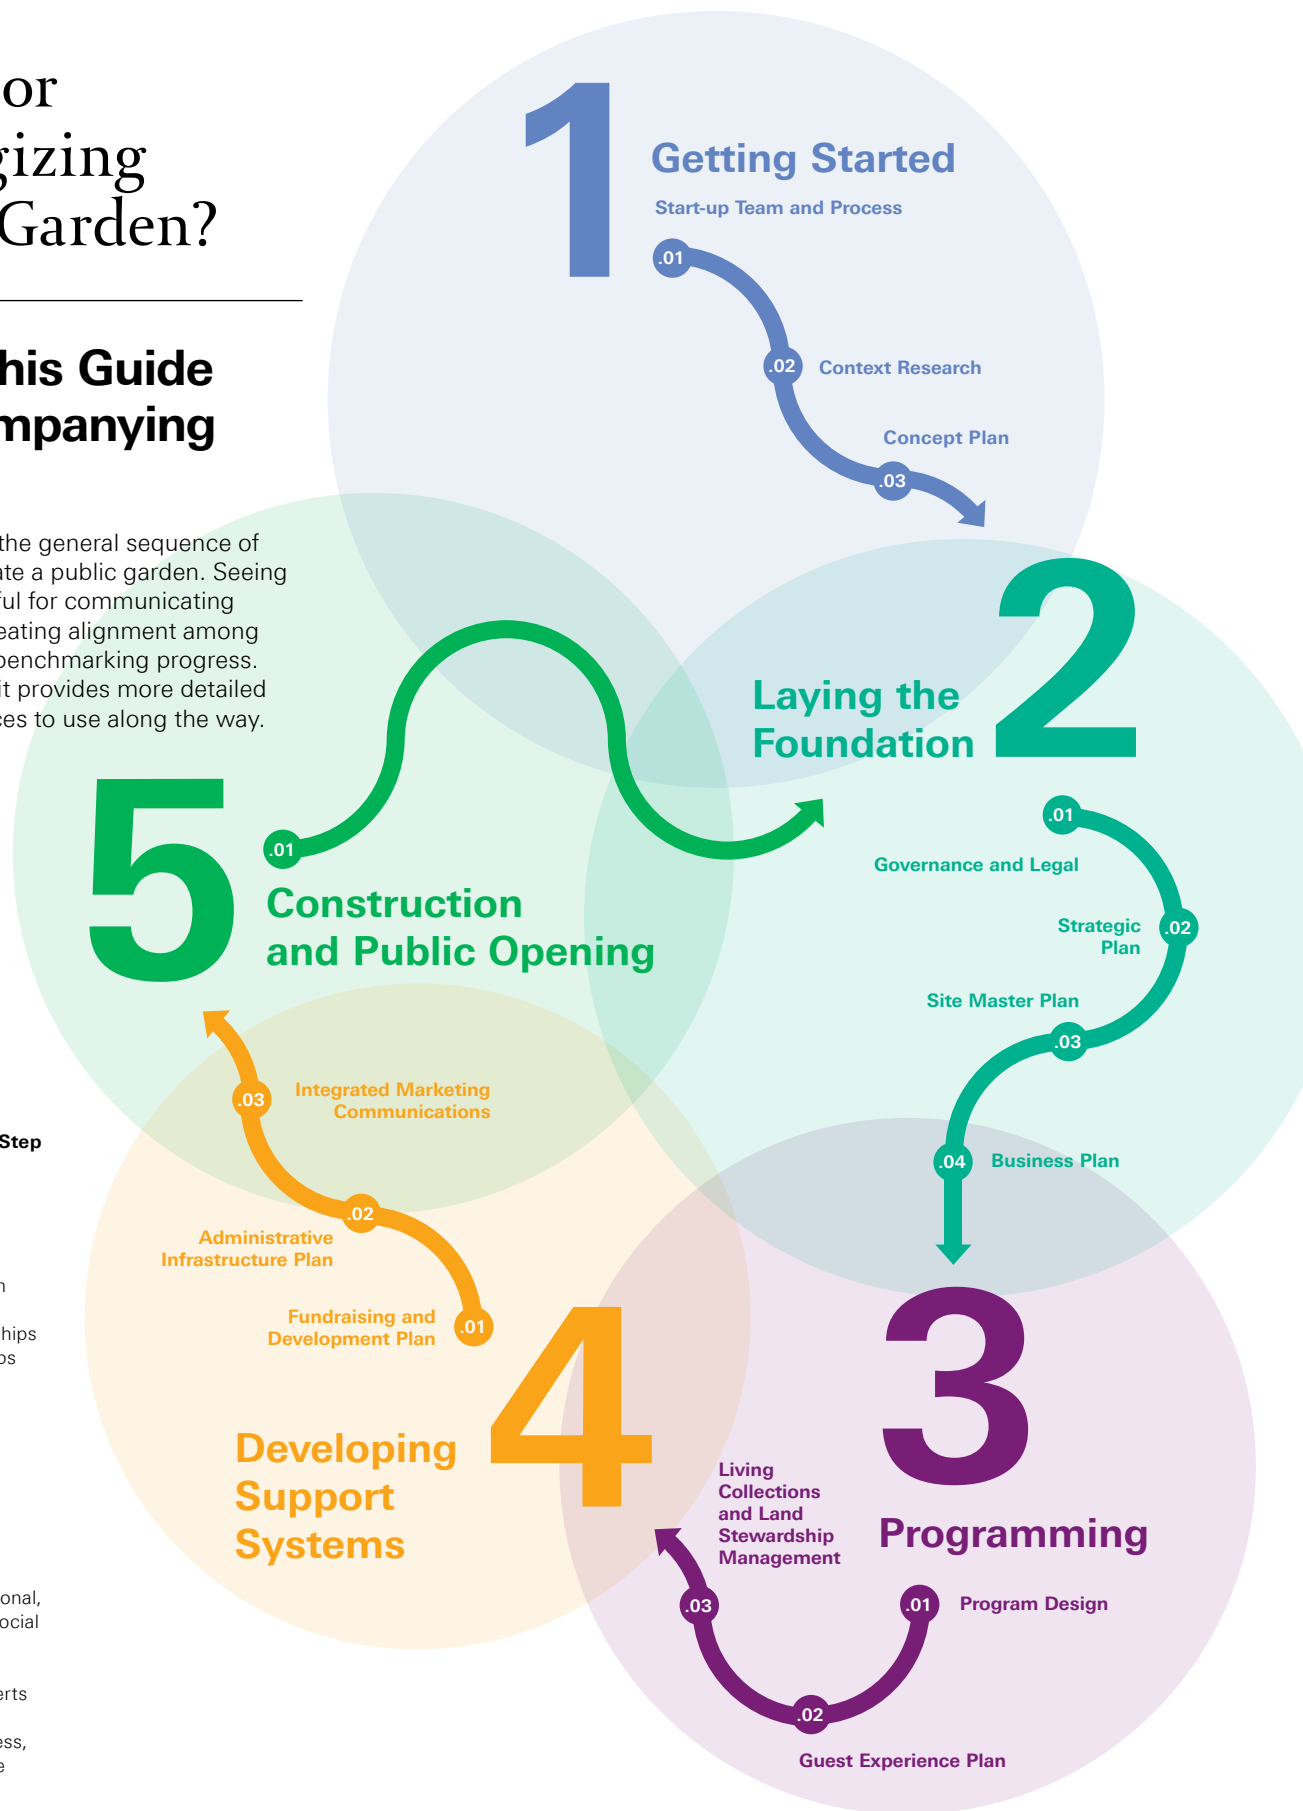 or
gizing
Garden?
his Guide
mpanying
the general sequence of
ate a public garden. Seeing
ful for communicating
eating alignment among
benchmarking progress.
it provides more detailed
ces to use along the way.
1
Getting Started
Start-up Team and Process
.01
.02
Context Research
Concept Plan
.03
2
Laying the
Foundation
.01
Governance and Legal
Strategic
Plan
.02
Site Master Plan
.03
.04
Business Plan
3
Programming
.01
Program Design
.02
Guest Experience Plan
Living
Collections
and Land
Stewardship
Management
.03
4
Developing
Support
Systems
Fundraising and
Development Plan
.01
Administrative
Infrastructure Plan
.02
Integrated Marketing
Communications
.03
5
.01
Construction
and Public Opening
Step
n
hips
ps
onal,
ocial
erts
ess,
e